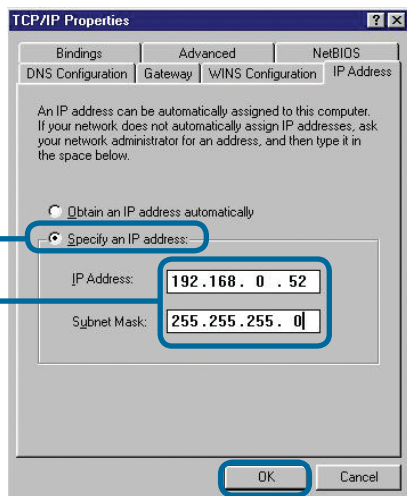 TCP/IP Properties
Bindings Advanced NetBIOS
DNS Configuration Gateway WINS Configuration IP Address
An IP address can be automatically assigned to this computer.
If your network does not automatically assign IP addresses, ask
your network administrator for an address, and then type it in
the space below.
Obtain an IP address automatically
Specify an IP address:
IP Address: 192.168. 0 .52
Subnet Mask: 255.255.255. 0
OK Cancel